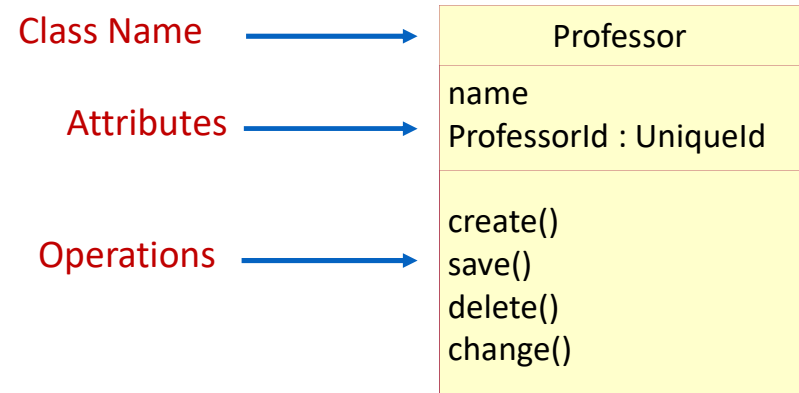 Class Name
Professor
Attributes
name
ProfessorId : UniqueId
Operations
create()
save()
delete()
change()